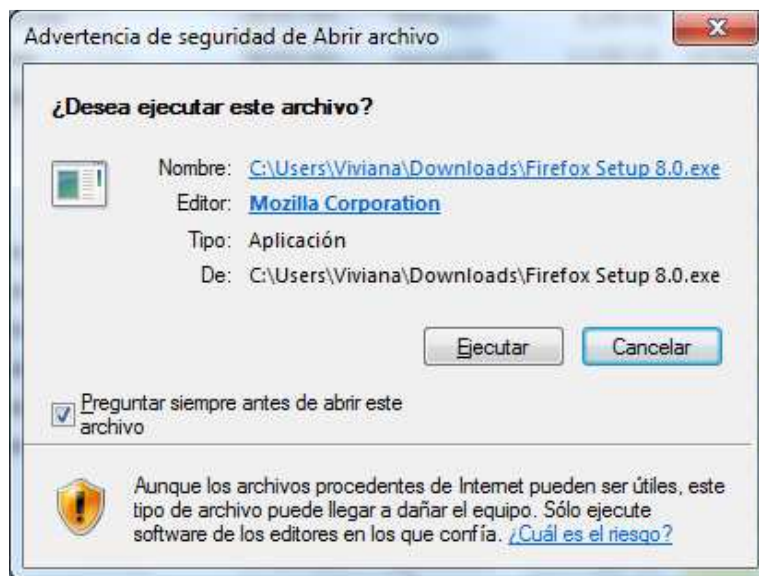 Advertencia de seguridad de Abrir archivo
¿Desea ejecutar este archivo?
Nombre: C:\Users\Viviana\Downloads\Firefox Setup 8.0.exe
Editor: Mozilla Corporation
Tipo: Aplicación
De: C:\Users\Viviana\Downloads\Firefox Setup 8.0.exe
Ejecutar Cancelar
Preguntar siempre antes de abrir este
archivo
Aunque los archivos procedentes de Internet pueden ser útiles, este
tipo de archivo puede llegar a dañar el equipo. Sólo ejecute
software de los editores en los que confía. ¿Cuál es el riesgo?